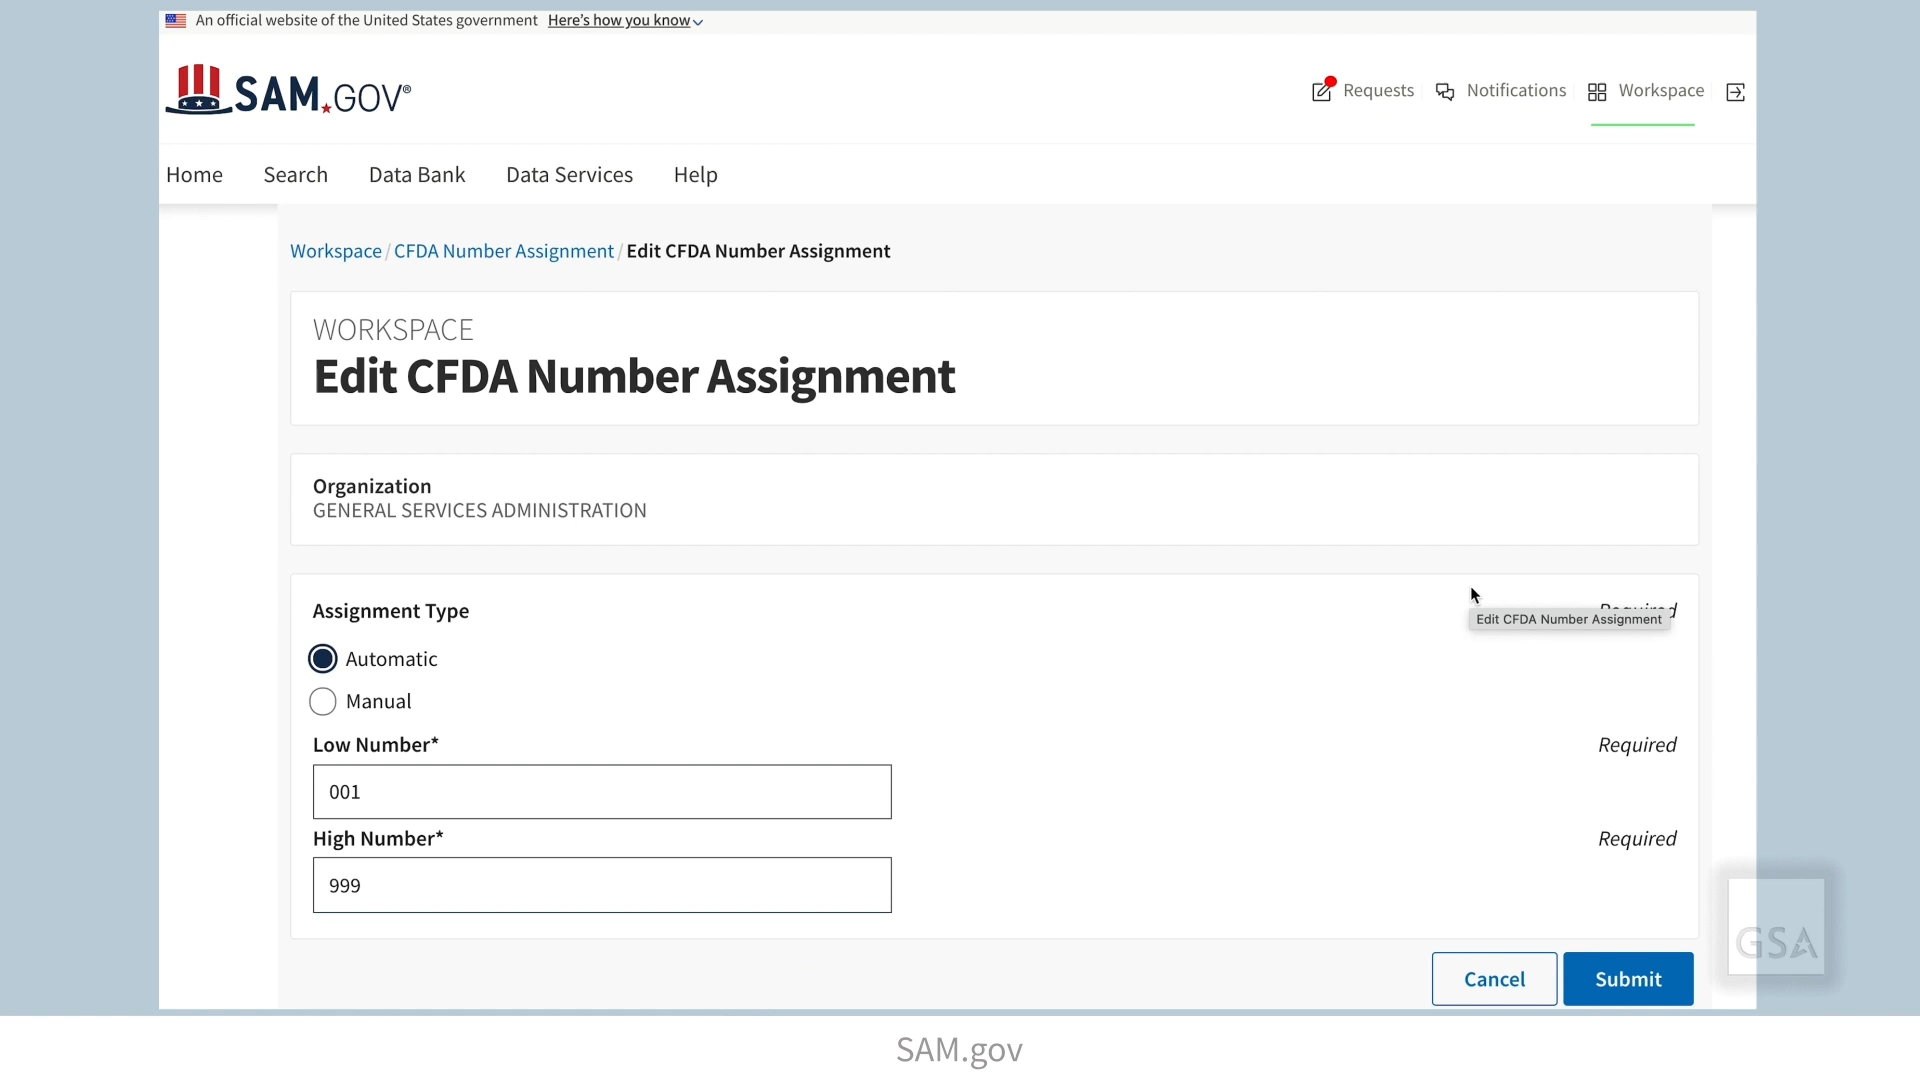 An official website of the United States government Here's how you know
SAM.GOV®
Requests Notifications Workspace
Home Search Data Bank Data Services Help
Workspace / CFDA Number Assignment / Edit CFDA Number Assignment
WORKSPACE
Edit CFDA Number Assignment
Organization
GENERAL SERVICES ADMINISTRATION
Assignment Type Required
Edit CFDA Number Assignment
Automatic
Manual
Low Number* Required
001
High Number* Required
999
GSA
Cancel Submit
SAM.gov